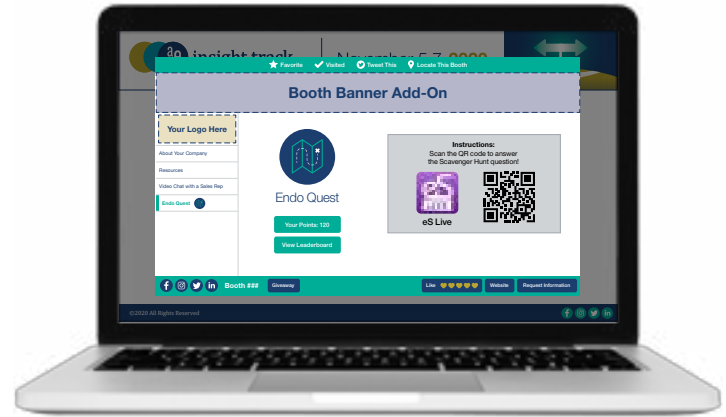 insight track
November 5-7, 2020
Favorite
Visited
Tweet This
Locate This Booth
Booth Banner Add-On
Your Logo Here
About Your Company
Resources
Video Chat with a Sales Rep
Endo Quest
Endo Quest
Your Points: 120
View Leaderboard
Instructions:
Scan the QR code to answer
the Scavenger Hunt question!
eS Live
Booth ###
Giveaway
Like
Website
Request Information
©2020 All Rights Reserved